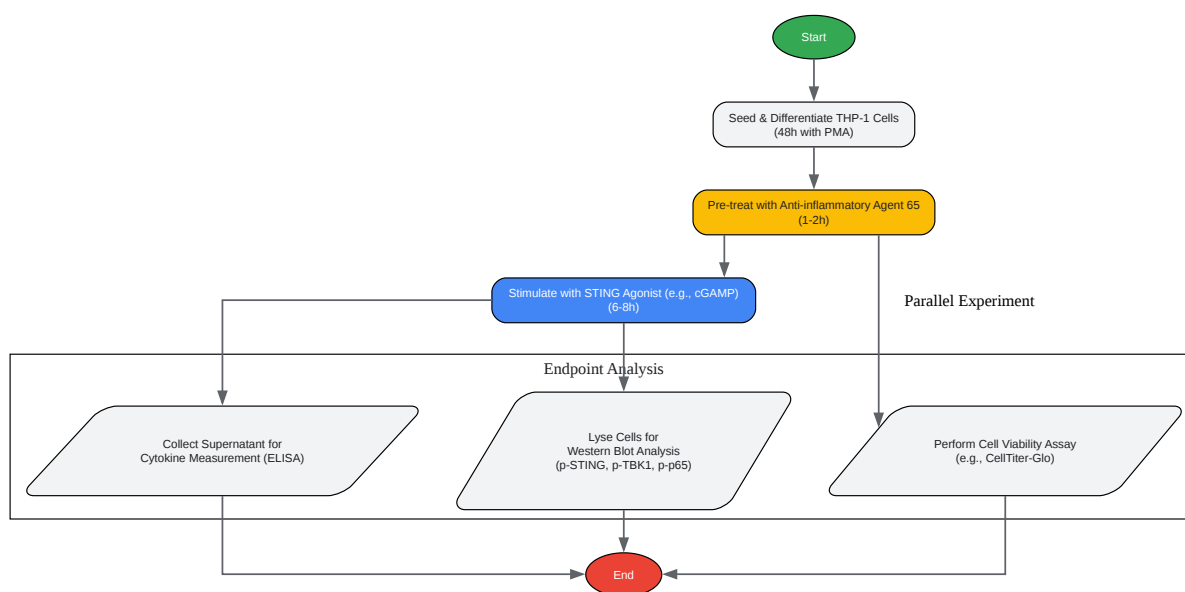 Start
Seed & Differentiate THP-1 Cells
(48h with PMA)
Pre-treat with Anti-inflammatory Agent 65
(1-2h)
Stimulate with STING Agonist (e.g., cGAMP)
(6-8h)
Parallel Experiment
Endpoint Analysis
Collect Supernatant for
Cytokine Measurement (ELISA)
Lyse Cells for
Western Blot Analysis
(p-STING, p-TBK1, p-p65)
Perform Cell Viability Assay
(e.g., CellTiter-Glo)
End